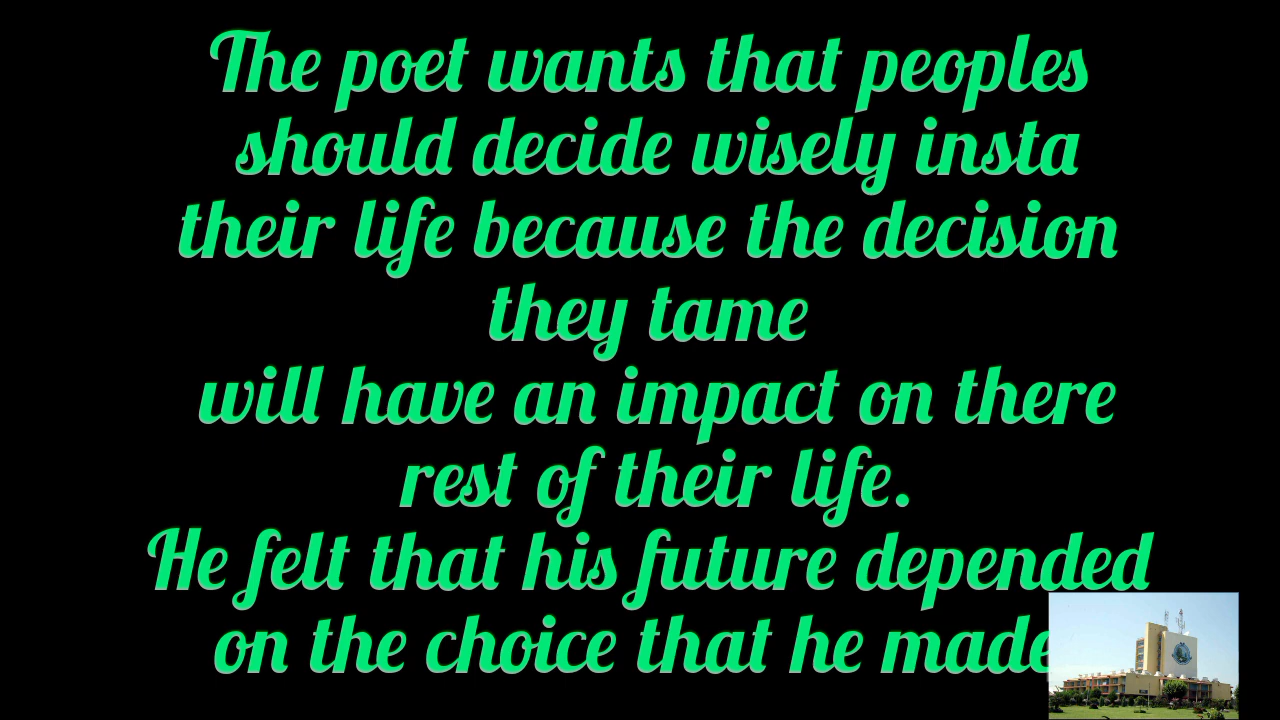 The poet wants that peoples
should decide wisely insta
their life because the decision
they tame
will have an impact on there
rest of their life.
He felt that his future depended
on the choice that he made